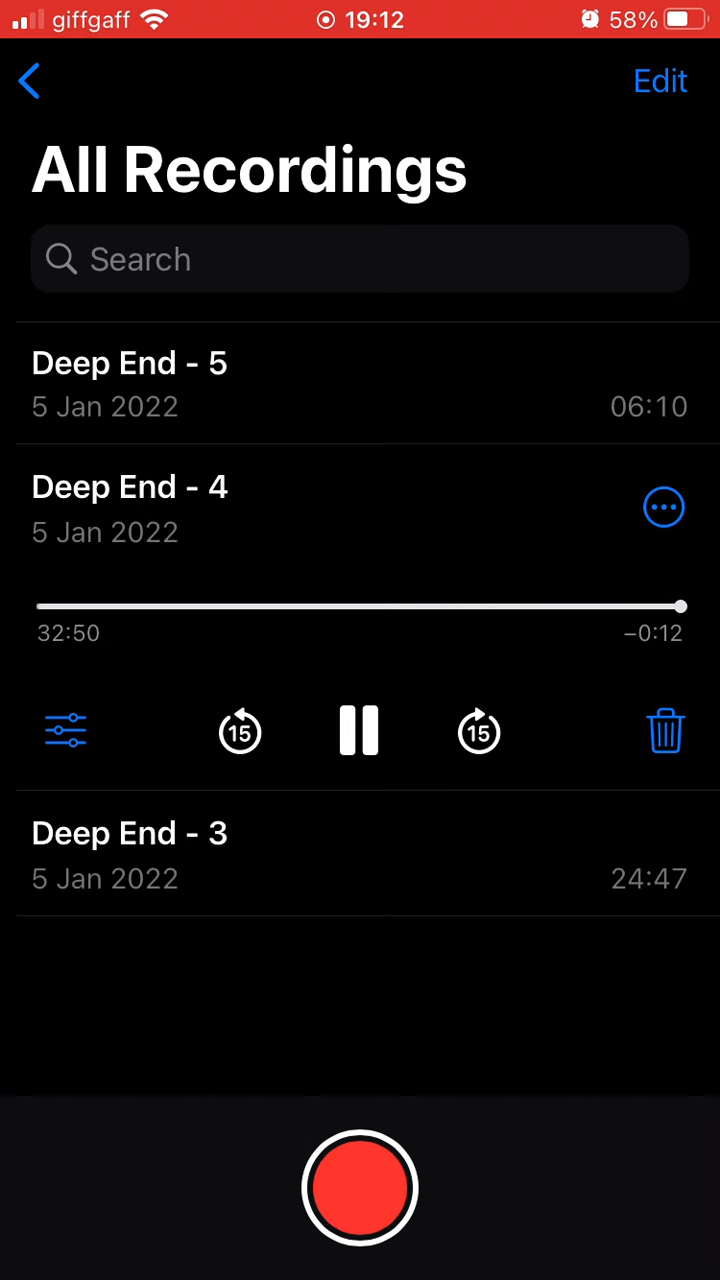 giffgaff 19:12 58%
Edit
All Recordings
Search
Deep End - 5
5 Jan 2022 06:10
Deep End - 4
5 Jan 2022
32:50 −0:12
15 15
Deep End - 3
5 Jan 2022 24:47